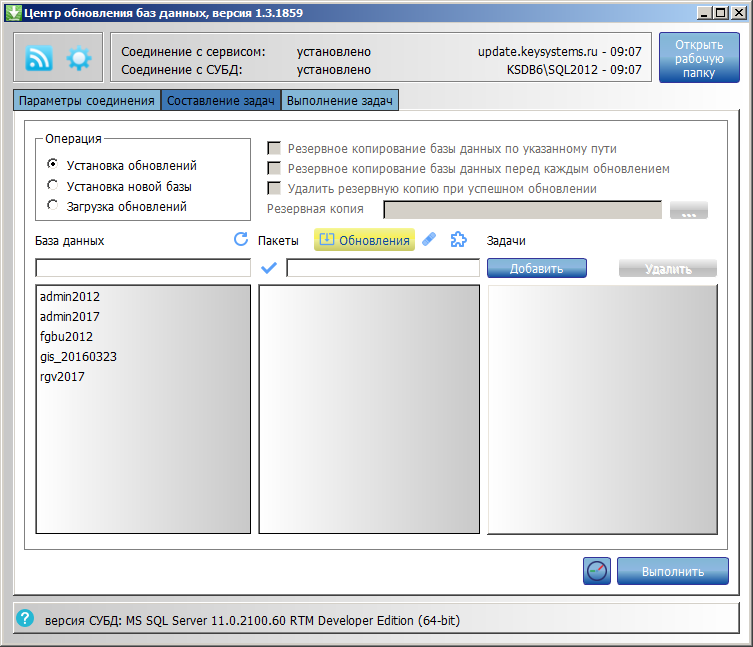 Центр обновления баз данных, версия 1.3.1859
Соединение с сервисом: установлено update.keysystems.ru - 09:07
Соединение с СУБД: установлено KSDB6\SQL2012 - 09:07
Открыть
рабочую
папку
Параметры соединения Составление задач Выполнение задач
Операция
Установка обновлений
Установка новой базы
Загрузка обновлений
Резервное копирование базы данных по указанному пути
Резервное копирование базы данных перед каждым обновлением
Удалить резервную копию при успешном обновлении
Резервная копия ...
База данных Пакеты Обновления Задачи
Добавить Удалить
admin2012
admin2017
fgbu2012
gis_20160323
rgv2017
Выполнить
? версия СУБД: MS SQL Server 11.0.2100.60 RTM Developer Edition (64-bit)